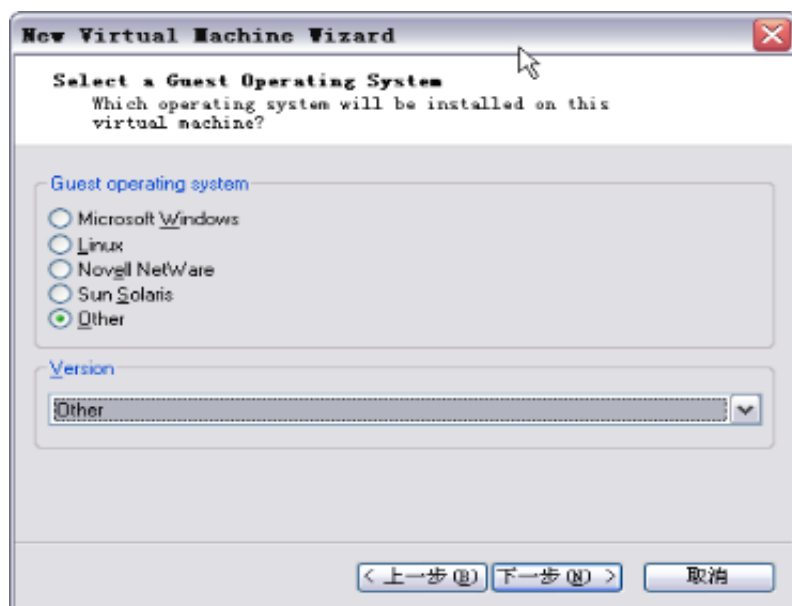 New Virtual Machine Wizard
Select a Guest Operating System
Which operating system will be installed on this
virtual machine?
Guest operating system
Microsoft Windows
Linux
Novell NetWare
Sun Solaris
Other
Version
Other
< 上一步(B) 下一步(N) > 取消